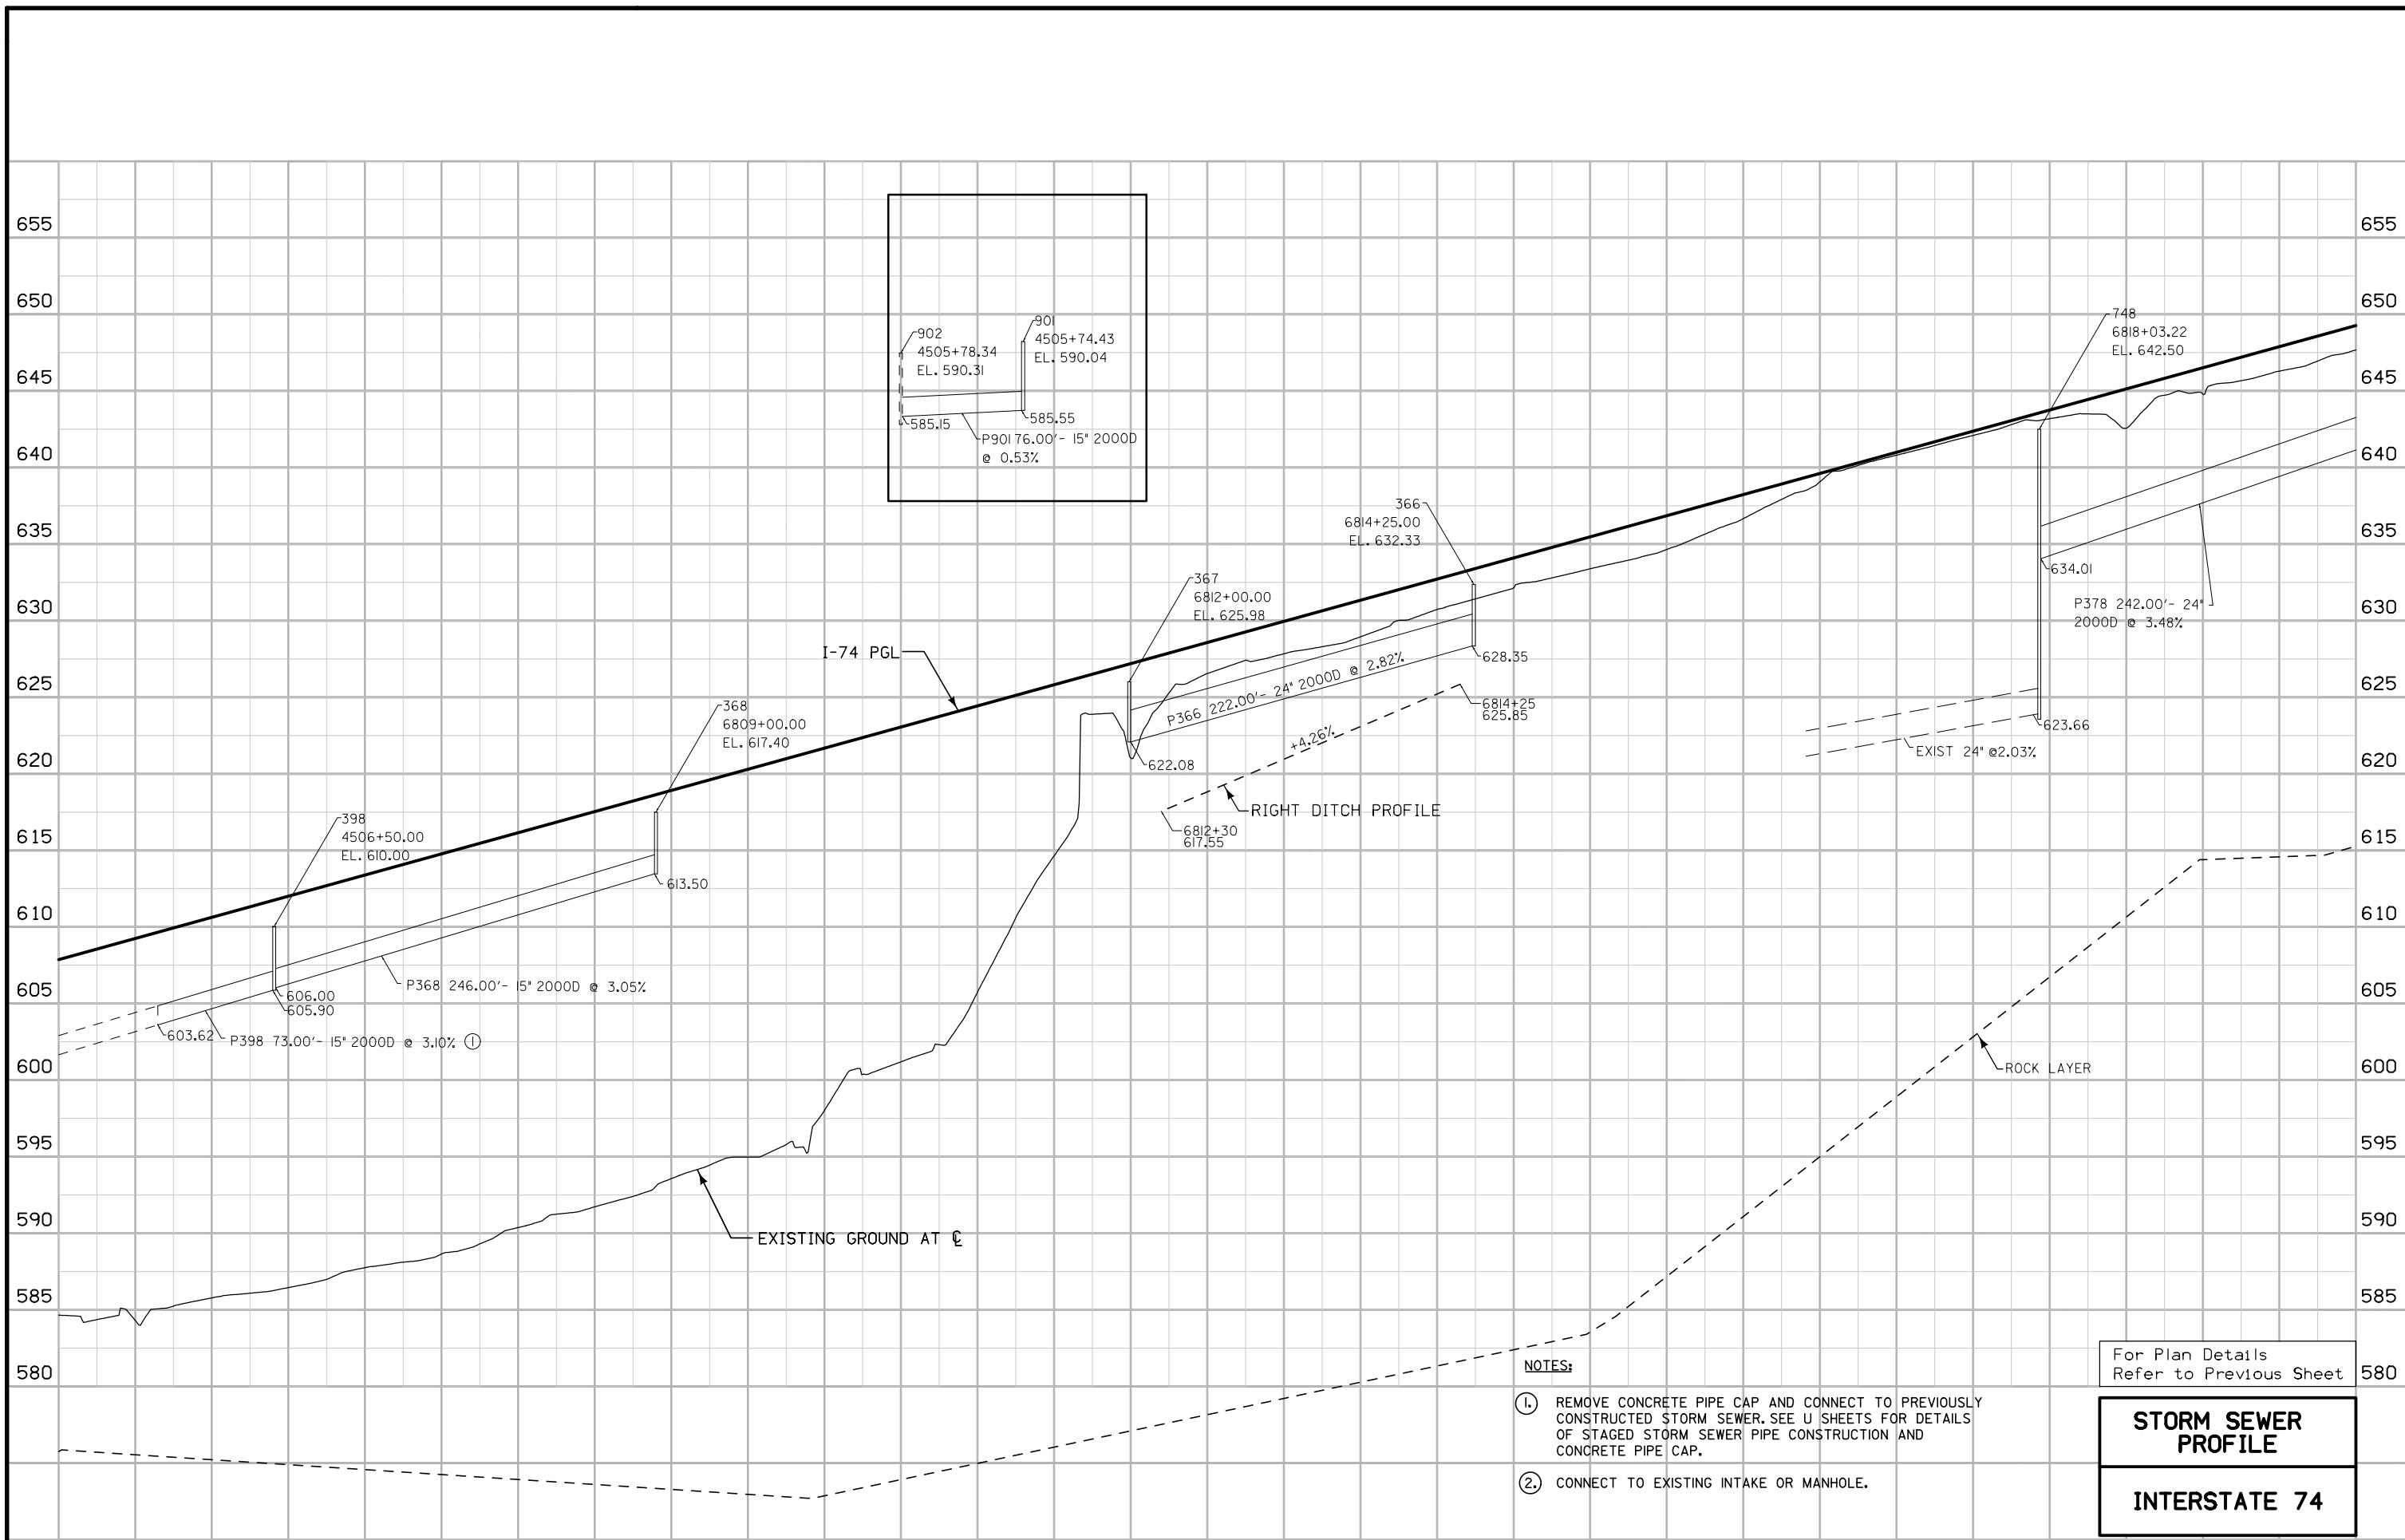 655
655
650
650
645
645
640
640
635
635
630
630
625
625
620
620
615
615
610
610
605
605
600
600
595
595
590
590
585
585
580
580
902
4505+78.34
EL. 590.31
901
4505+74.43
EL. 590.04
585.15
585.55
P901 76.00'- 15" 2000D
@ 0.53%
748
6818+03.22
EL. 642.50
634.01
P378 242.00'- 24"
2000D @ 3.48%
623.66
EXIST 24" @2.03%
366
6814+25.00
EL. 632.33
628.35
367
6812+00.00
EL. 625.98
P366 222.00'- 24" 2000D @ 2.82%
622.08
6814+25
625.85
+4.26%
RIGHT DITCH PROFILE
6812+30
617.55
I-74 PGL
368
6809+00.00
EL. 617.40
613.50
398
4506+50.00
EL. 610.00
606.00
605.90
P368 246.00'- 15" 2000D @ 3.05%
603.62
P398 73.00'- 15" 2000D @ 3.10% 1
ROCK LAYER
EXISTING GROUND AT ℄
NOTES:
1. REMOVE CONCRETE PIPE CAP AND CONNECT TO PREVIOUSLY
CONSTRUCTED STORM SEWER. SEE U SHEETS FOR DETAILS
OF STAGED STORM SEWER PIPE CONSTRUCTION AND
CONCRETE PIPE CAP.
2. CONNECT TO EXISTING INTAKE OR MANHOLE.
For Plan Details
Refer to Previous Sheet
STORM SEWER
PROFILE
INTERSTATE 74